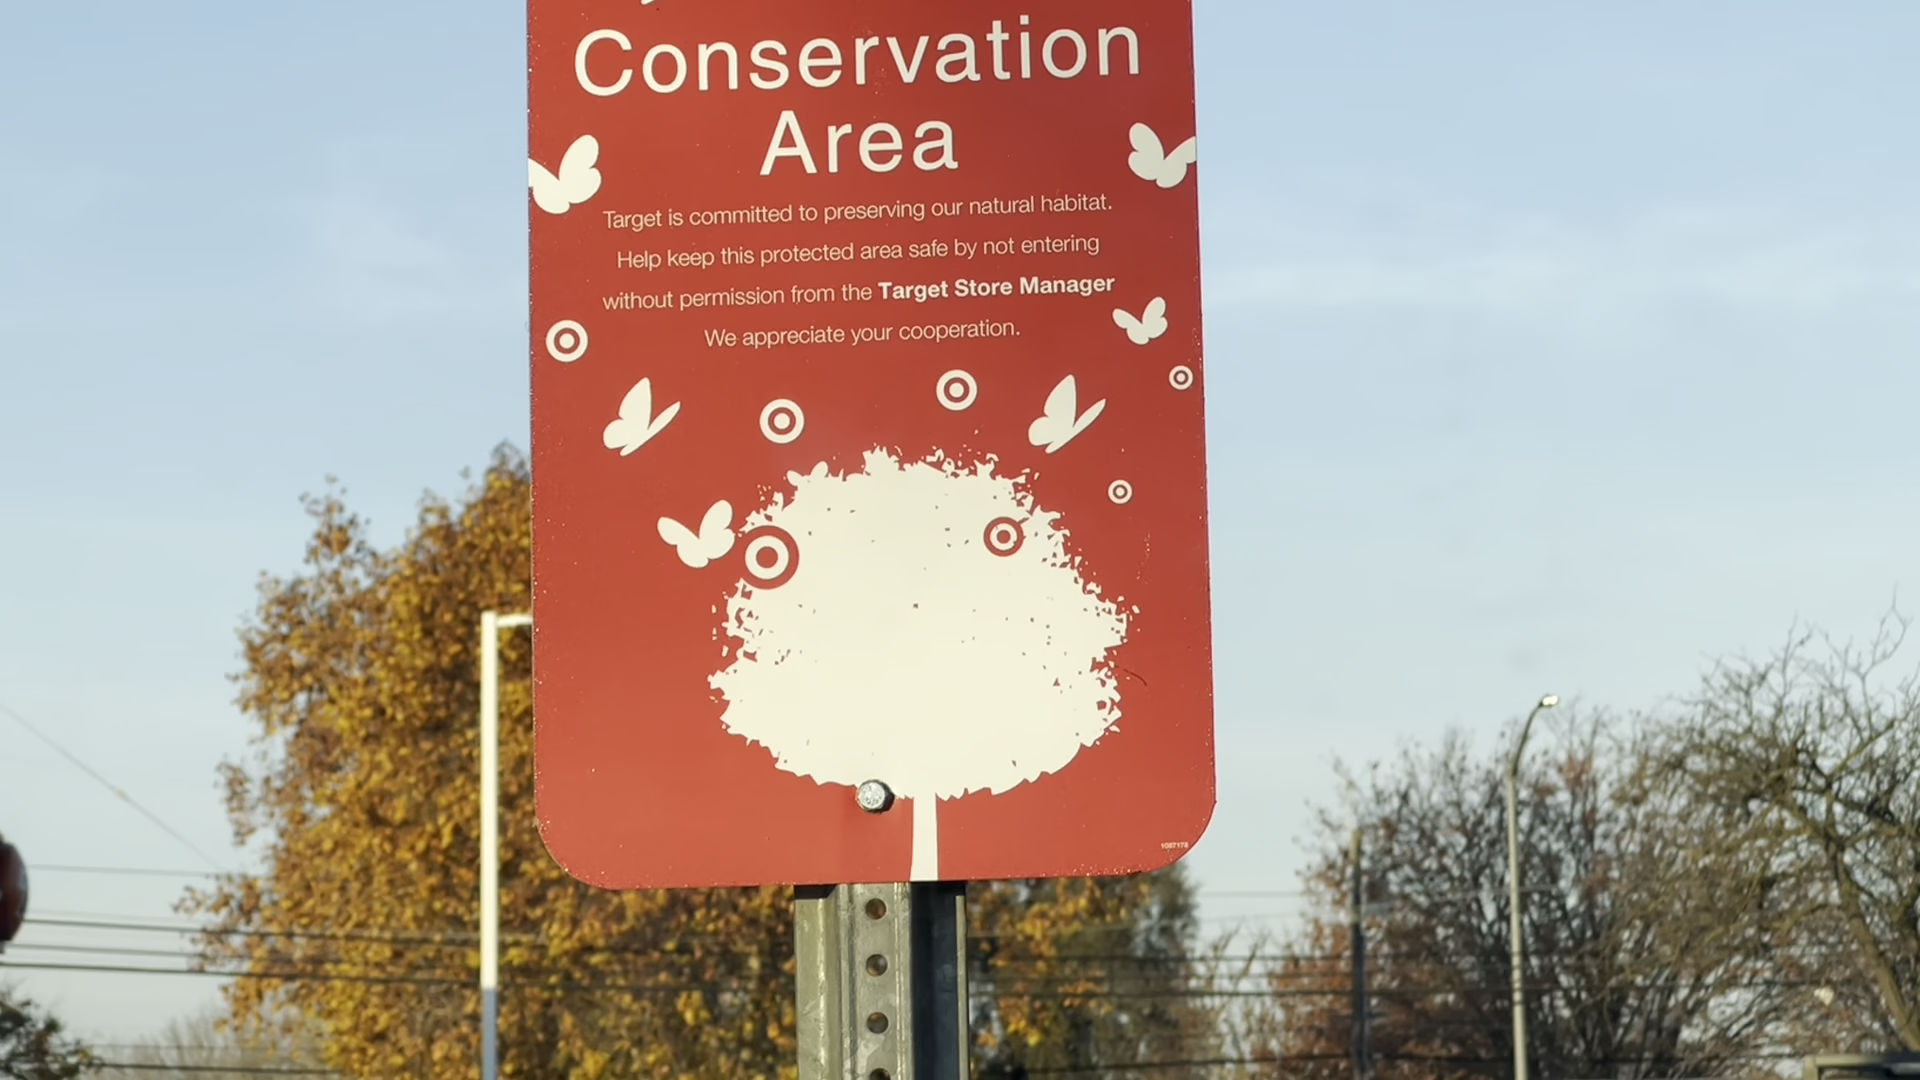 Conservation
Area
Target is committed to preserving our natural habitat.
Help keep this protected area safe by not entering
without permission from the Target Store Manager
We appreciate your cooperation.